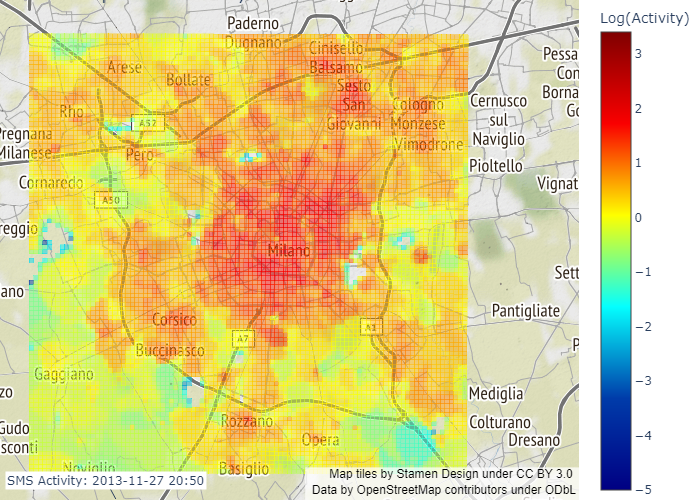 Log(Activity)
3
2
1
0
−1
−2
−3
−4
−5
Paderno
Dugnano
Cinisello
Balsamo
Arese
Bollate
Sesto
San
Giovanni
Rho
A52
Cologno
Monzese
Cernusco
sul
Naviglio
Pessa
Con
Borna
Go
Pregnana
Milanese
Pero
Vimodrone
Pioltello
Cornaredo
A50
Vignat
reggio
Milano
Sett
ano
Corsico
A7
A1
Pantigliate
Buccinasco
P
Gaggiano
zo
Mediglia
Rozzano
Colturano
Gudo
sconti
Opera
Dresano
Noviglio
Basiglio
SMS Activity: 2013-11-27 20:50
Map tiles by Stamen Design under CC BY 3.0
Data by OpenStreetMap contributors under ODbL